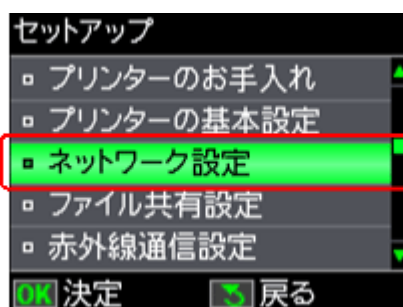 セットアップ
プリンターのお手入れ
プリンターの基本設定
ネットワーク設定
ファイル共有設定
赤外線通信設定
OK 決定 戻る